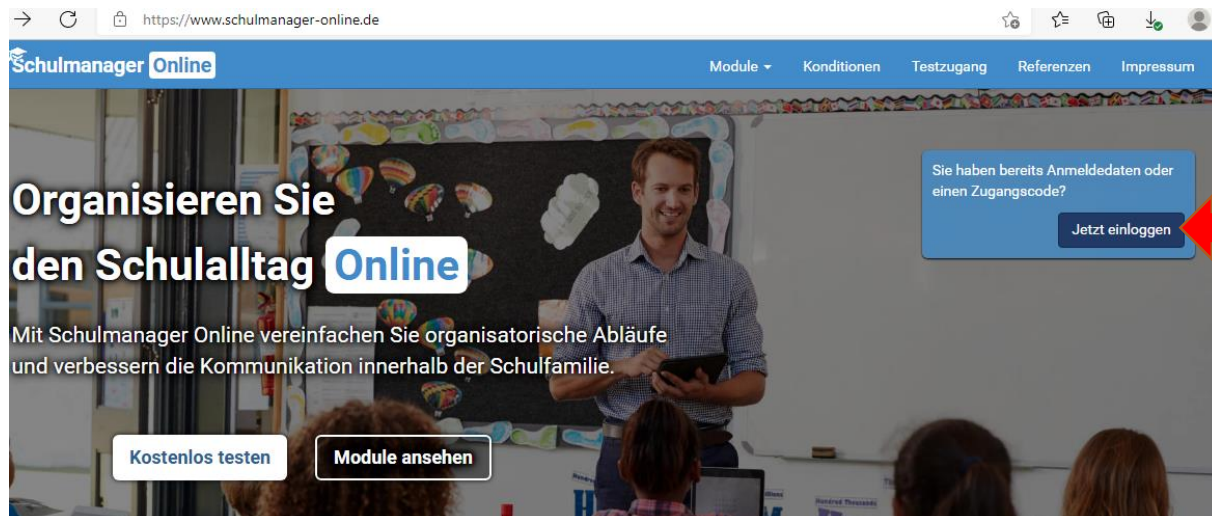 https://www.schulmanager-online.de
Schulmanager Online
Module Konditionen Testzugang Referenzen Impressum
Sie haben bereits Anmeldedaten oder
einen Zugangscode?
Jetzt einloggen
Organisieren Sie
den Schulalltag Online
Mit Schulmanager Online vereinfachen Sie organisatorische Abläufe
und verbessern die Kommunikation innerhalb der Schulfamilie.
Kostenlos testen Module ansehen
Hundred Thousands